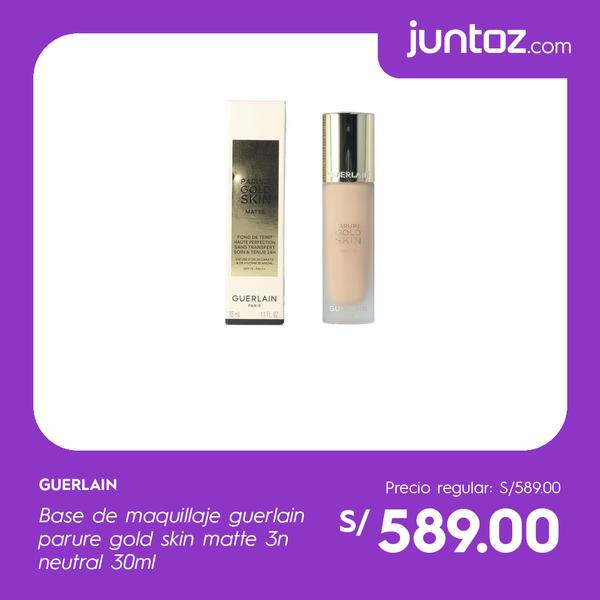 juntoz.com
PARURE
GOLD
SKIN
MATTE
FOND DE TEINT
HAUTE PERFECTION
SANS TRANSFERT
SOIN & TENUE 24H
GUERLAIN
PARIS
GUERLAIN
PARURE
GOLD
SKIN
GUERLAIN
GUERLAIN
Base de maquillaje guerlain
parure gold skin matte 3n
neutral 30ml
Precio regular: S/589.00
S/ 589.00